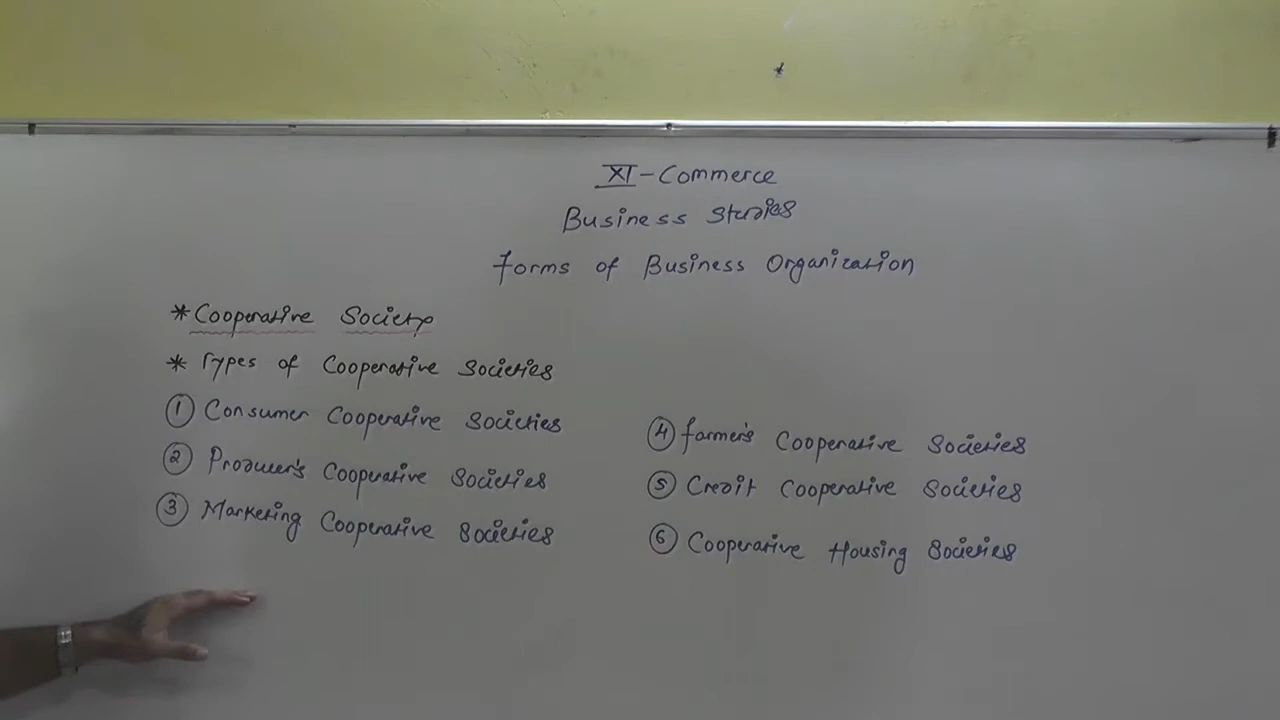 XI - Commerce
Business Studies
Forms of Business Organization
* Cooperative Society
* Types of Cooperative Societies
① Consumer Cooperative Societies
② Producer's Cooperative Societies
③ Marketing Cooperative Societies
④ farmer's Cooperative Societies
⑤ Credit Cooperative Societies
⑥ Cooperative Housing Societies